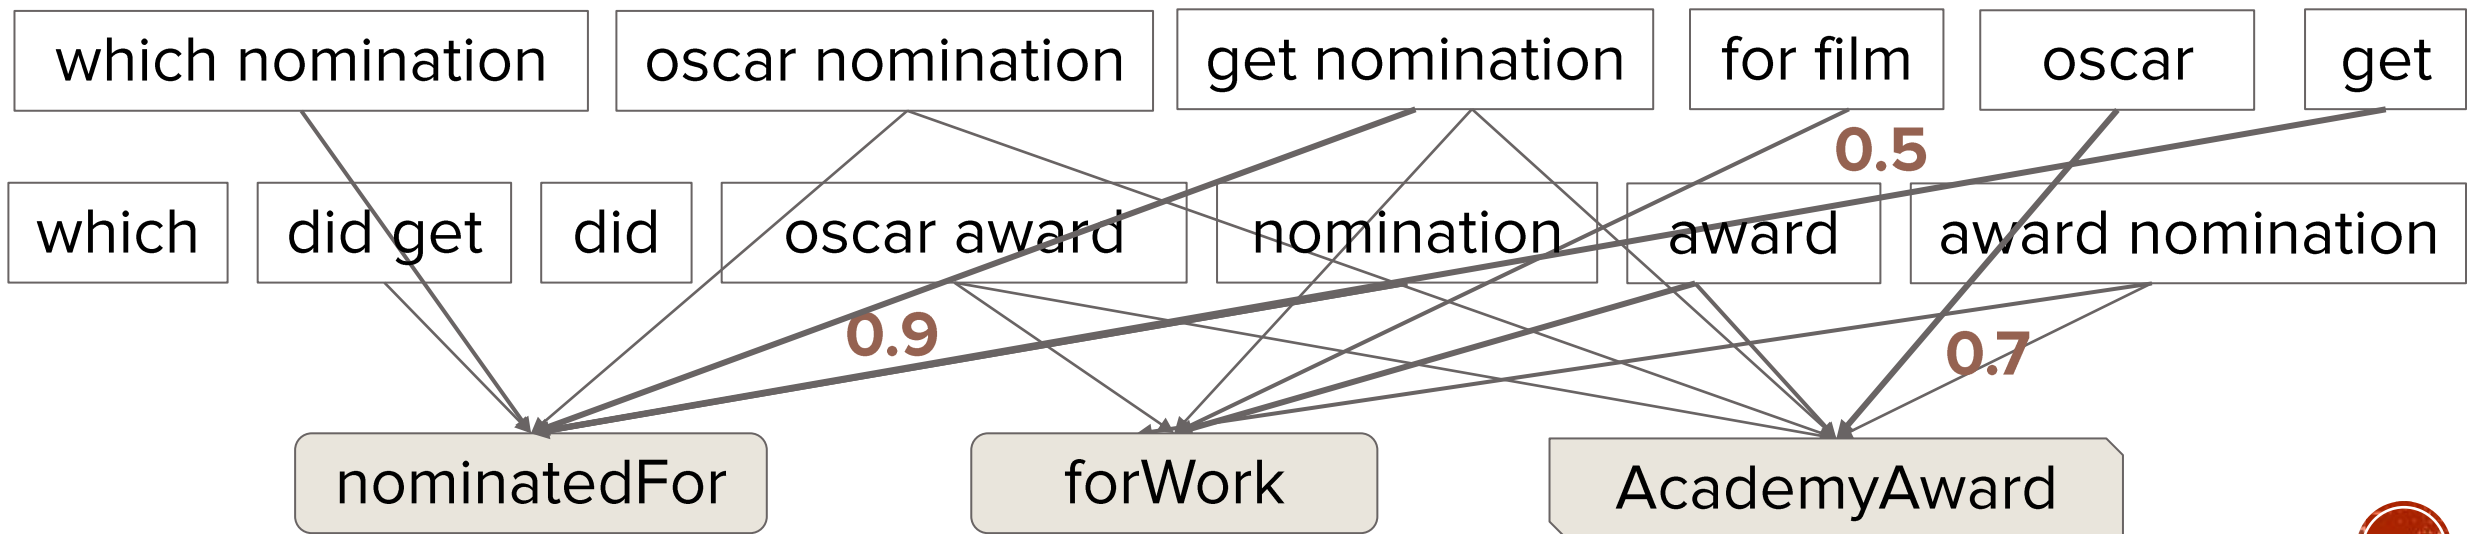 which nomination
oscar nomination
get nomination
for film
oscar
get
0.5
which
did get
did
oscar award
nomination
award
award nomination
0.9
0.7
nominatedFor
forWork
AcademyAward